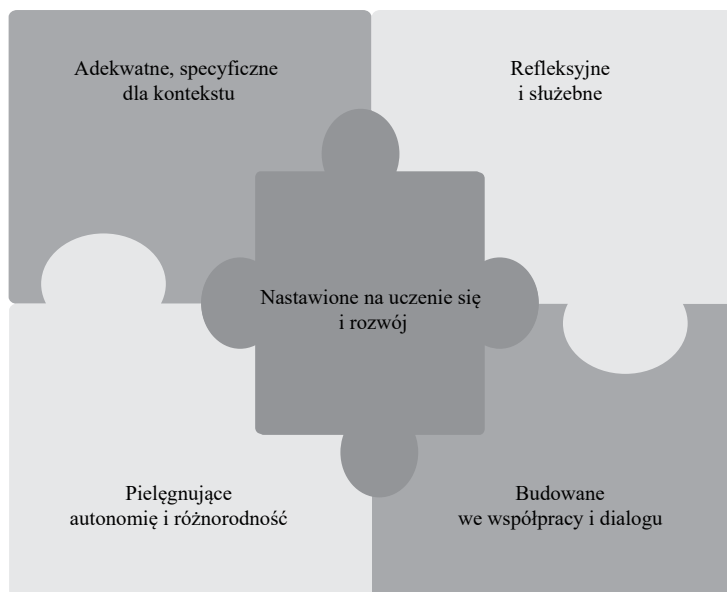 Adekwatne, specyficzne
dla kontekstu
Refleksyjne
i służebne
Nastawione na uczenie się
i rozwój
Pielęgnujące
autonomię i różnorodność
Budowane
we współpracy i dialogu